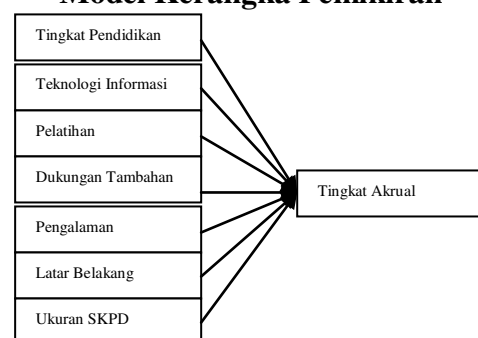 Model Kerangka Pemikiran
Tingkat Pendidikan
Teknologi Informasi
Pelatihan
Dukungan Tambahan
Tingkat Akrual
Pengalaman
Latar Belakang
Ukuran SKPD